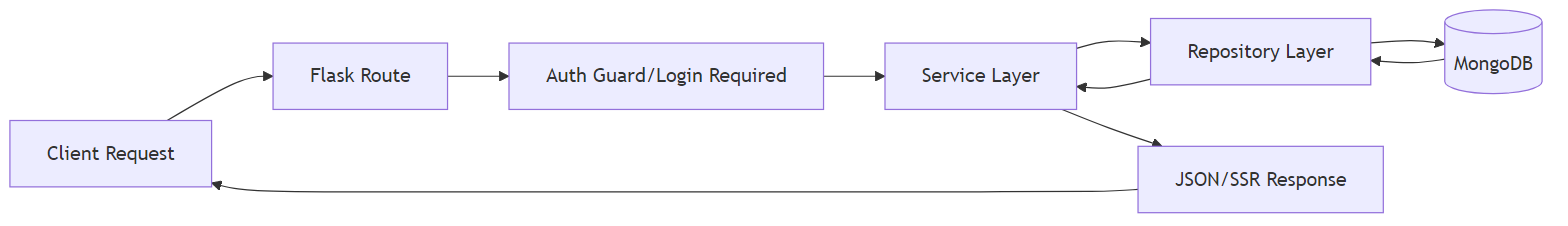 Client Request
Flask Route
Auth Guard/Login Required
Service Layer
Repository Layer
MongoDB
JSON/SSR Response